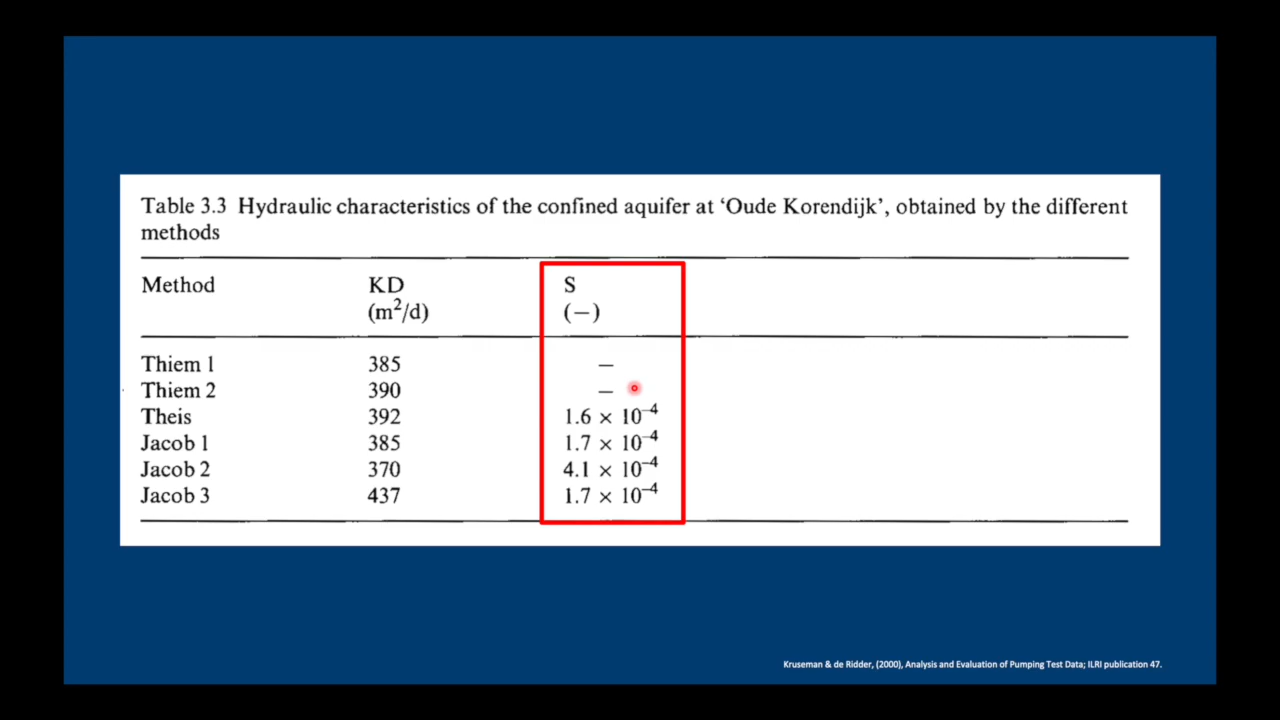 Table 3.3 Hydraulic characteristics of the confined aquifer at ‘Oude Korendijk’, obtained by the different
methods
Method KD S
(m²/d) (–)
Thiem 1 385 –
Thiem 2 390 –
Theis 392 1.6 × 10⁻⁴
Jacob 1 385 1.7 × 10⁻⁴
Jacob 2 370 4.1 × 10⁻⁴
Jacob 3 437 1.7 × 10⁻⁴
Kruseman & de Ridder, (2000), Analysis and Evaluation of Pumping Test Data; ILRI publication 47.